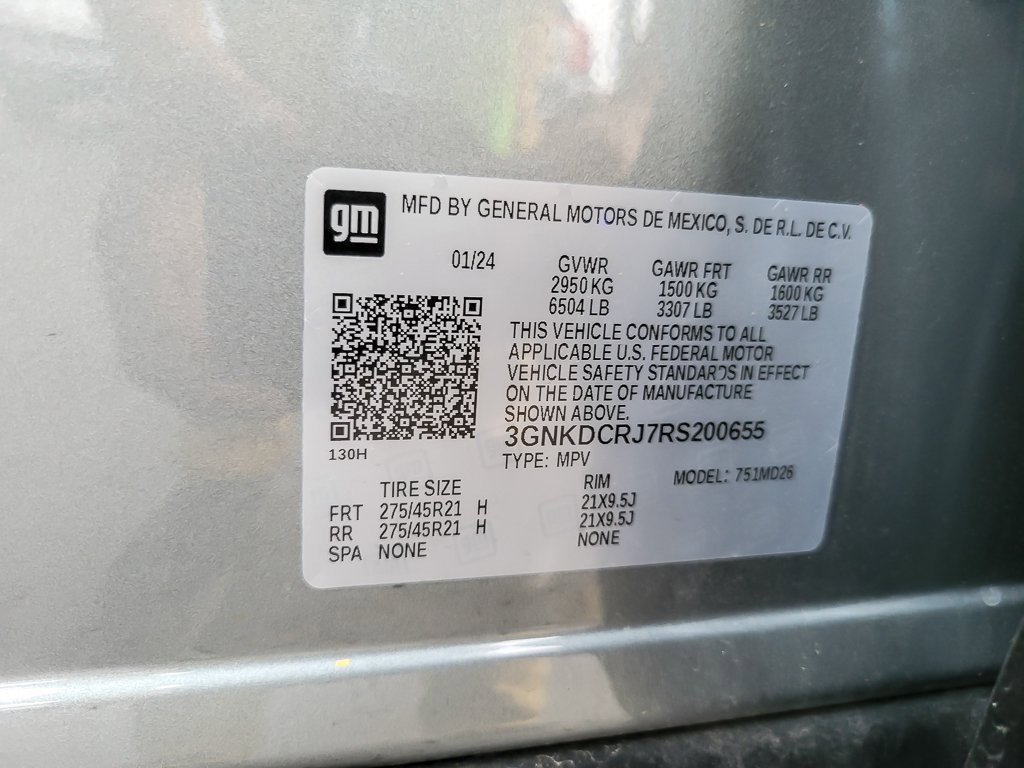 gm
MFD BY GENERAL MOTORS DE MEXICO, S. DE R.L. DE C.V.
01/24
GVWR GAWR FRT GAWR RR
2950 KG 1500 KG 1600 KG
6504 LB 3307 LB 3527 LB
THIS VEHICLE CONFORMS TO ALL
APPLICABLE U.S. FEDERAL MOTOR
VEHICLE SAFETY STANDARDS IN EFFECT
ON THE DATE OF MANUFACTURE
SHOWN ABOVE.
3GNKDCRJ7RS200655
130H
TYPE: MPV MODEL: 751MD26
TIRE SIZE RIM
FRT 275/45R21 H 21X9.5J
RR 275/45R21 H 21X9.5J
SPA NONE NONE